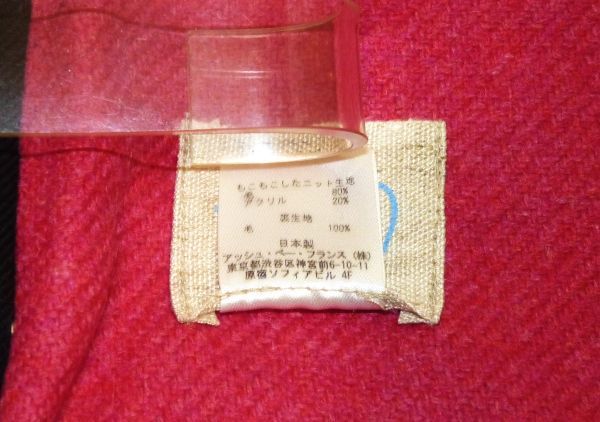 もこもこしたニット生地
毛 80%
アクリル 20%
裏生地
毛 100%
日本製
アッシュ・ペー・フランス(株)
東京都渋谷区神宮前6-10-11
原宿ソフィアビル 4F